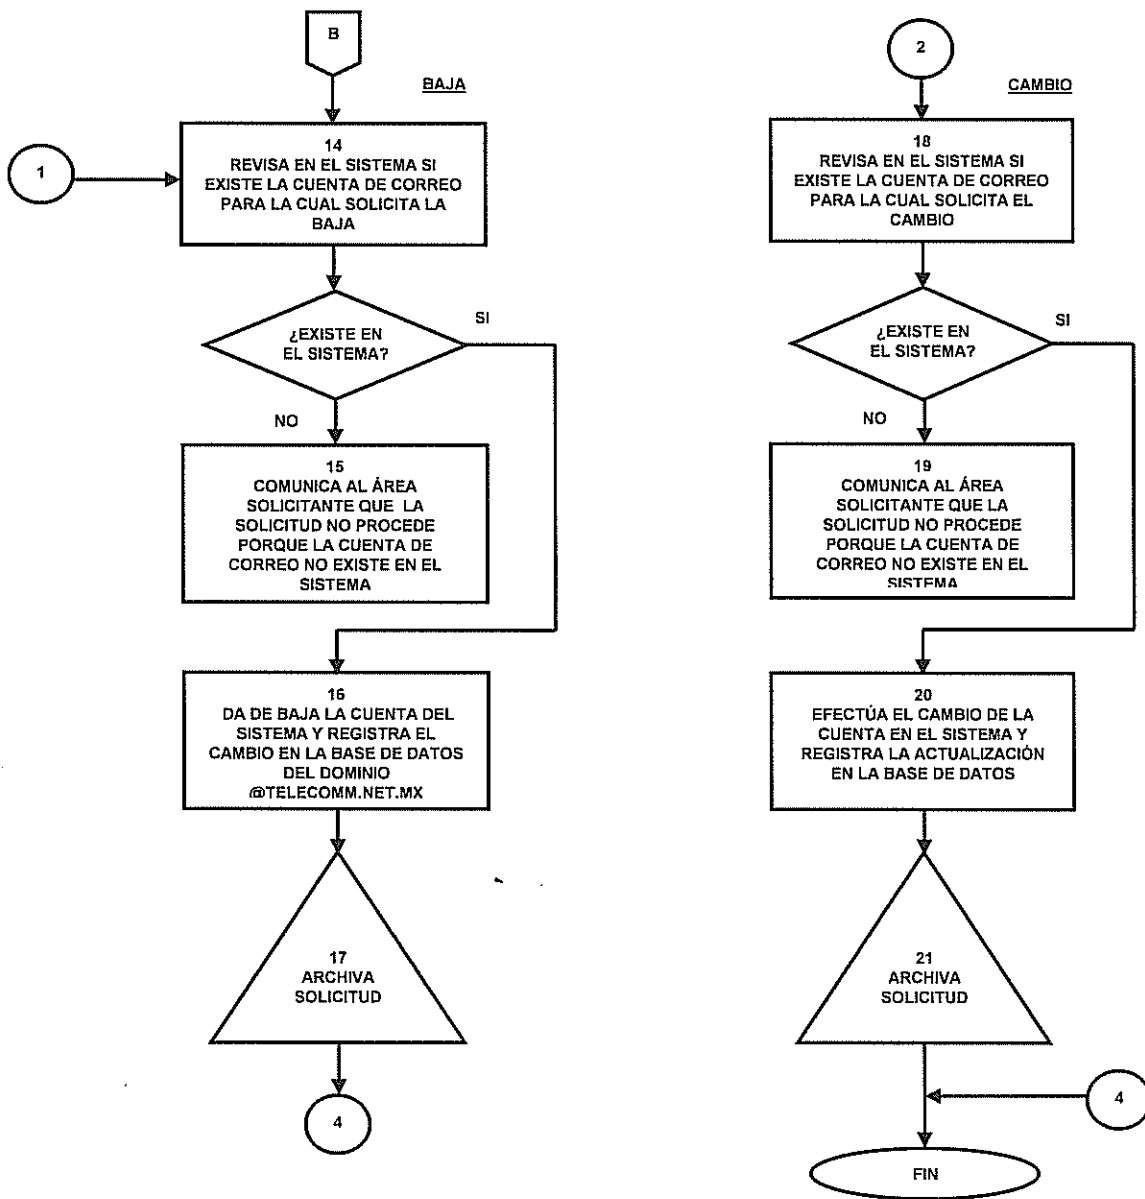 B
BAJA
1
14
REVISA EN EL SISTEMA SI
EXISTE LA CUENTA DE CORREO
PARA LA CUAL SOLICITA LA
BAJA
¿EXISTE EN
EL SISTEMA?
SI
NO
15
COMUNICA AL ÁREA
SOLICITANTE QUE LA
SOLICITUD NO PROCEDE
PORQUE LA CUENTA DE
CORREO NO EXISTE EN EL
SISTEMA
16
DA DE BAJA LA CUENTA DEL
SISTEMA Y REGISTRA EL
CAMBIO EN LA BASE DE DATOS
DEL DOMINIO
@TELECOMM.NET.MX
17
ARCHIVA
SOLICITUD
4
2
CAMBIO
18
REVISA EN EL SISTEMA SI
EXISTE LA CUENTA DE CORREO
PARA LA CUAL SOLICITA EL
CAMBIO
¿EXISTE EN
EL SISTEMA?
SI
NO
19
COMUNICA AL ÁREA
SOLICITANTE QUE LA
SOLICITUD NO PROCEDE
PORQUE LA CUENTA DE
CORREO NO EXISTE EN EL
SISTEMA
20
EFECTÚA EL CAMBIO DE LA
CUENTA EN EL SISTEMA Y
REGISTRA LA ACTUALIZACIÓN
EN LA BASE DE DATOS
21
ARCHIVA
SOLICITUD
4
FIN